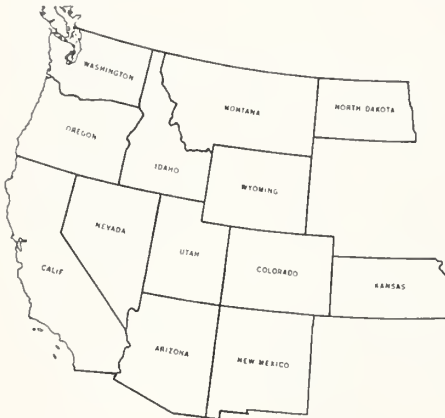 WASHINGTON
MONTANA
NORTH DAKOTA
OREGON
IDAHO
WYOMING
NEVADA
UTAH
COLORADO
CALIF
KANSAS
ARIZONA
NEW MEXICO